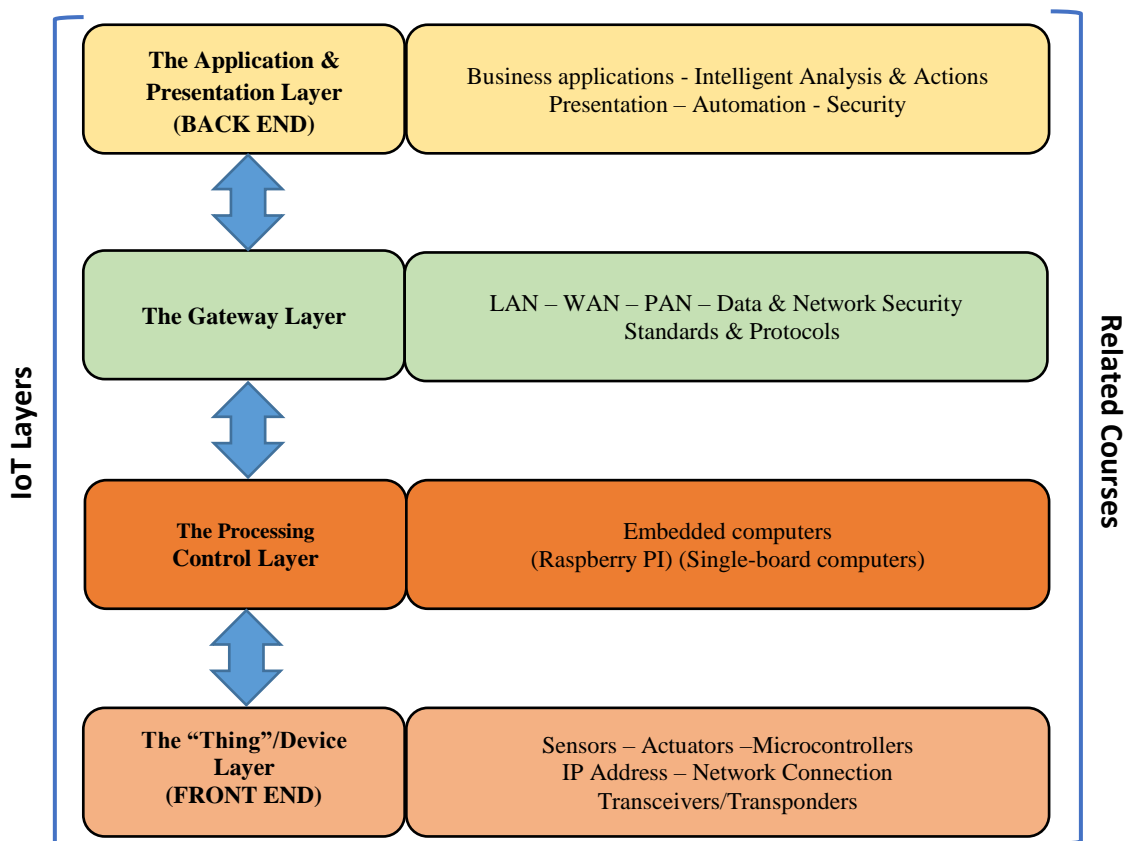 IoT Layers
The Application &
Presentation Layer
(BACK END)
Business applications - Intelligent Analysis & Actions
Presentation – Automation - Security
The Gateway Layer
LAN – WAN – PAN – Data & Network Security
Standards & Protocols
The Processing
Control Layer
Embedded computers
(Raspberry PI) (Single-board computers)
The “Thing”/Device
Layer
(FRONT END)
Sensors – Actuators –Microcontrollers
IP Address – Network Connection
Transceivers/Transponders
Related Courses